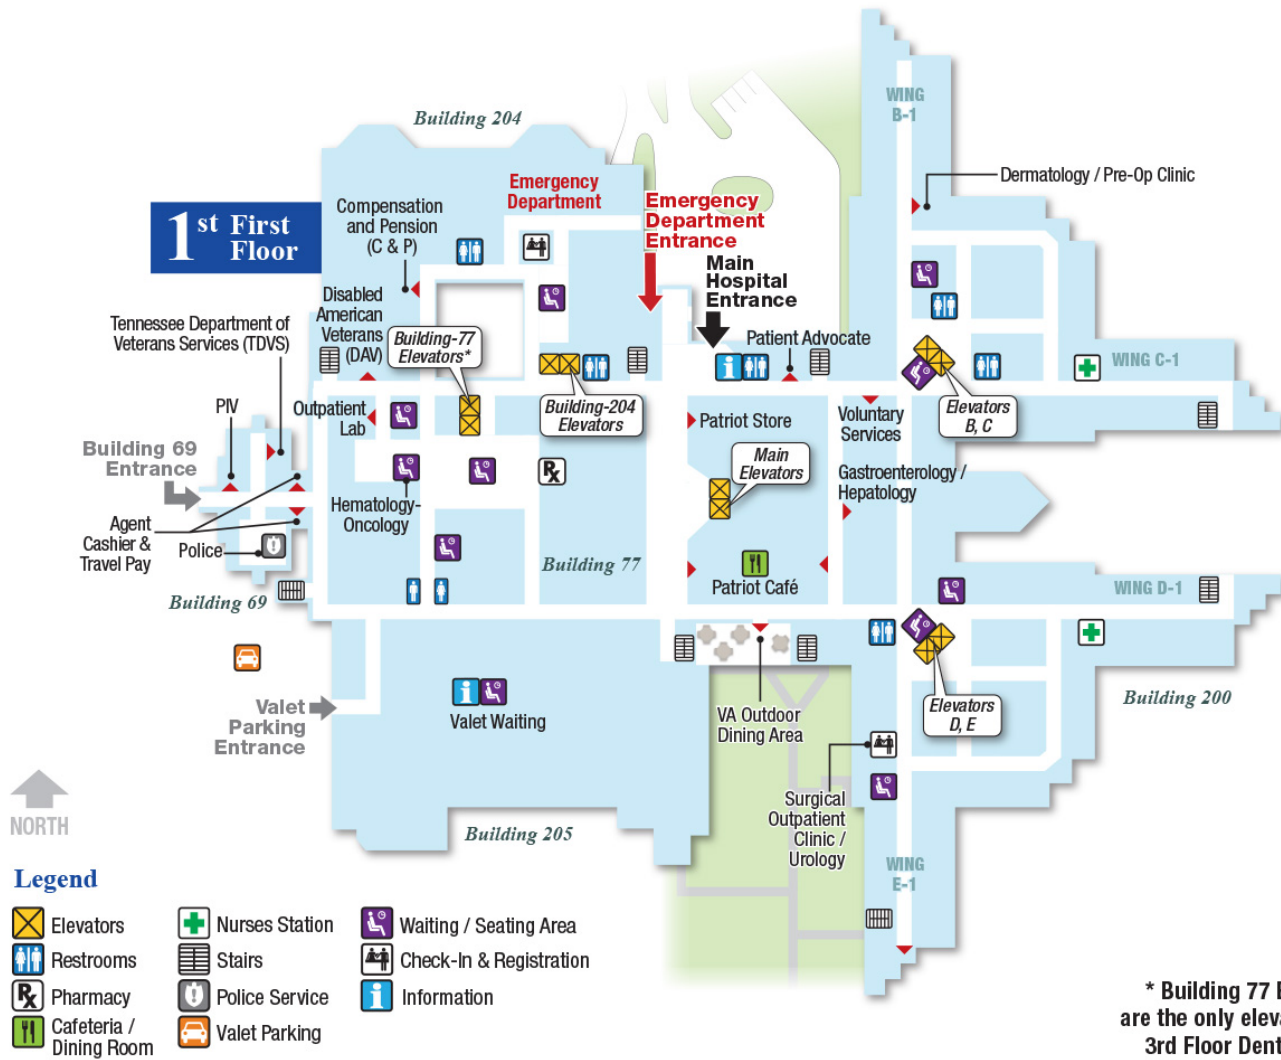 Building 204
WING
B-1
Dermatology / Pre-Op Clinic
1st First
Floor
Emergency
Department
Compensation
and Pension
(C & P)
Emergency
Department
Entrance
Main
Hospital
Entrance
Disabled
American
Veterans
(DAV)
Tennessee Department of
Veterans Services (TDVS)
Building-77
Elevators*
Patient Advocate
WING C-1
PIV
Outpatient
Lab
Building-204
Elevators
Patriot Store
Voluntary
Services
Elevators
B, C
Building 69
Entrance
Main
Elevators
Gastroenterology /
Hepatology
Hematology-
Oncology
Agent
Cashier &
Travel Pay
Police
Building 77
Patriot Café
WING D-1
Building 69
Valet
Parking
Entrance
Valet Waiting
VA Outdoor
Dining Area
Elevators
D, E
Building 200
Surgical
Outpatient
Clinic /
Urology
NORTH
Building 205
WING
E-1
Legend
Elevators
Restrooms
Rx Pharmacy
Cafeteria /
Dining Room
Nurses Station
Stairs
Police Service
Valet Parking
Waiting / Seating Area
Check-In & Registration
Information
* Building 77 E
are the only eleva
3rd Floor Dent